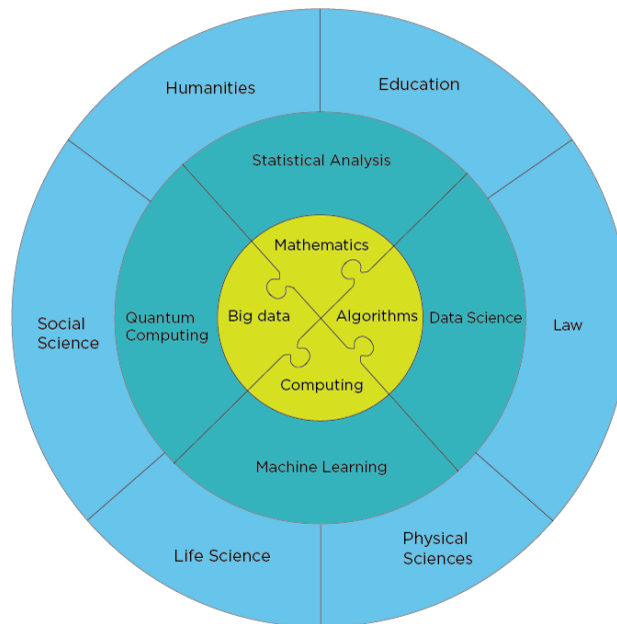 Humanities
Education
Statistical Analysis
Mathematics
Big data
Algorithms
Computing
Quantum
Computing
Data Science
Social
Science
Law
Machine Learning
Life Science
Physical
Sciences